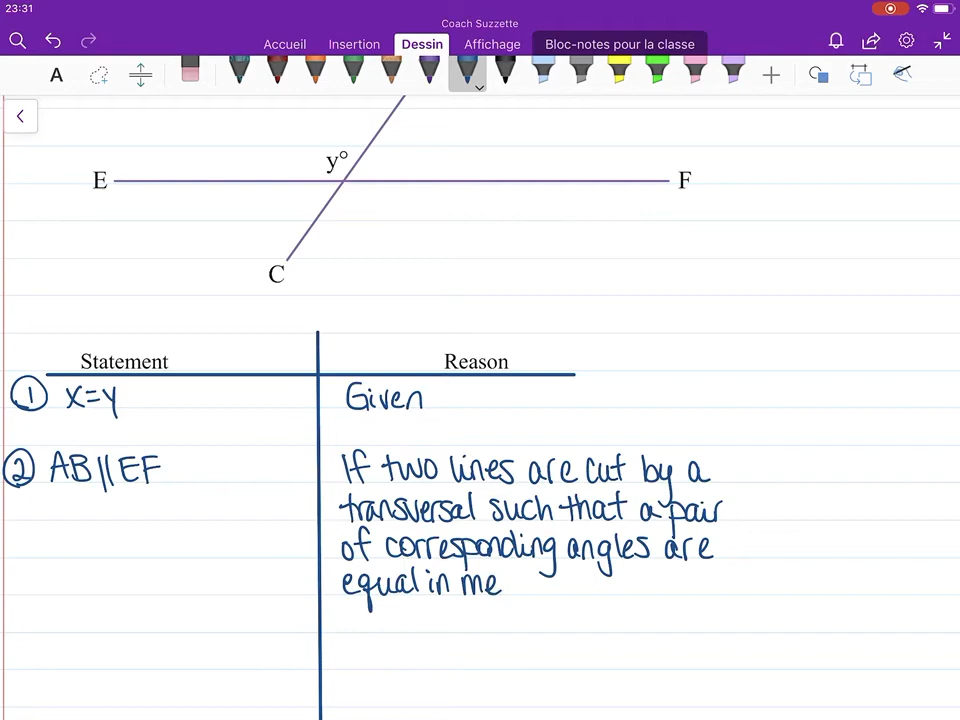 23:31
Coach Suzzette
Accueil Insertion Dessin Affichage Bloc-notes pour la classe
A
y°
E F
C
Statement Reason
① x=y Given
② AB||EF If two lines are cut by a
transversal such that a pair
of corresponding angles are
equal in me